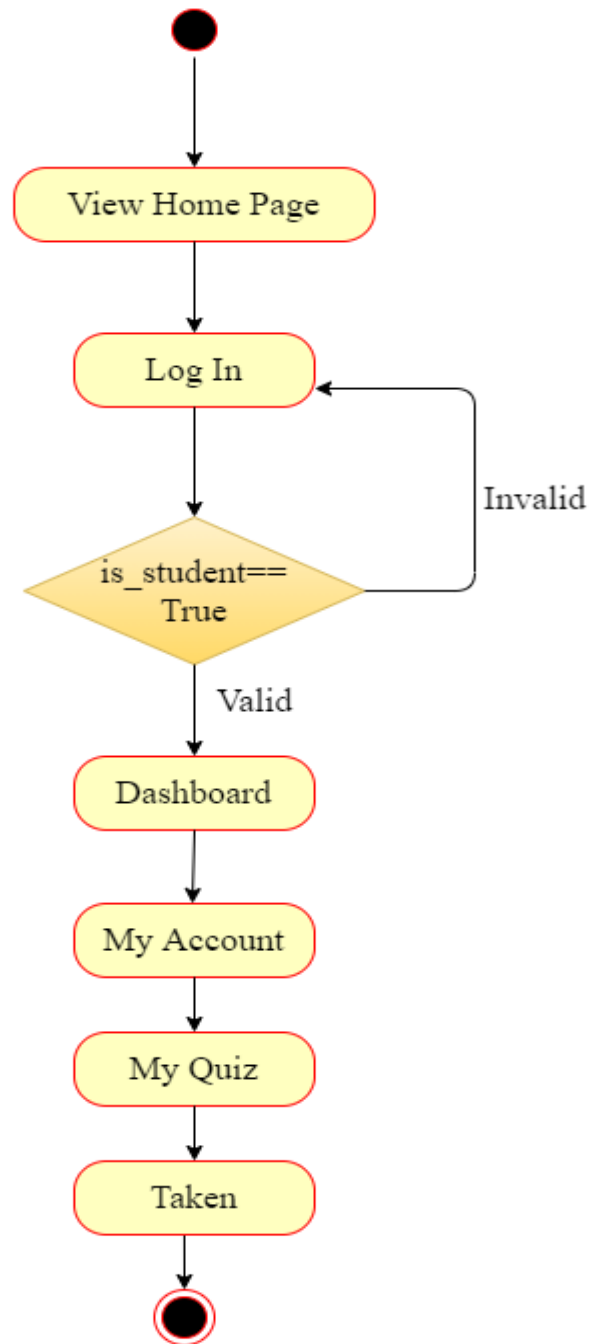 View Home Page
Log In
Invalid
is_student==
True
Valid
Dashboard
My Account
My Quiz
Taken